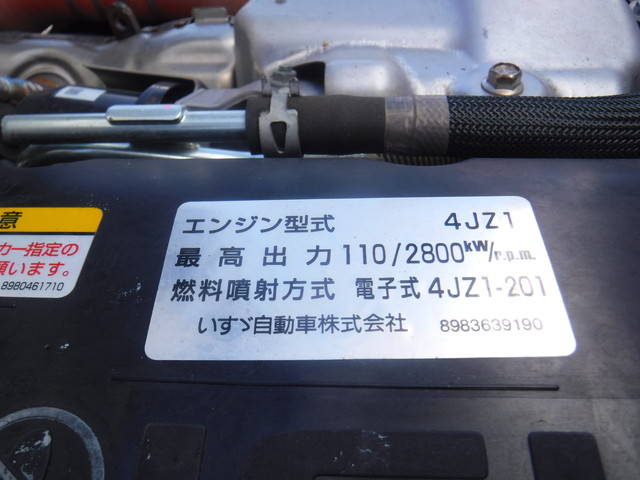 意
カー指定の
願います。
8980461710
エンジン型式 4JZ1
最高出力 110/2800kW/r.p.m.
燃料噴射方式 電子式 4JZ1-201
いすゞ自動車株式会社 8983639190